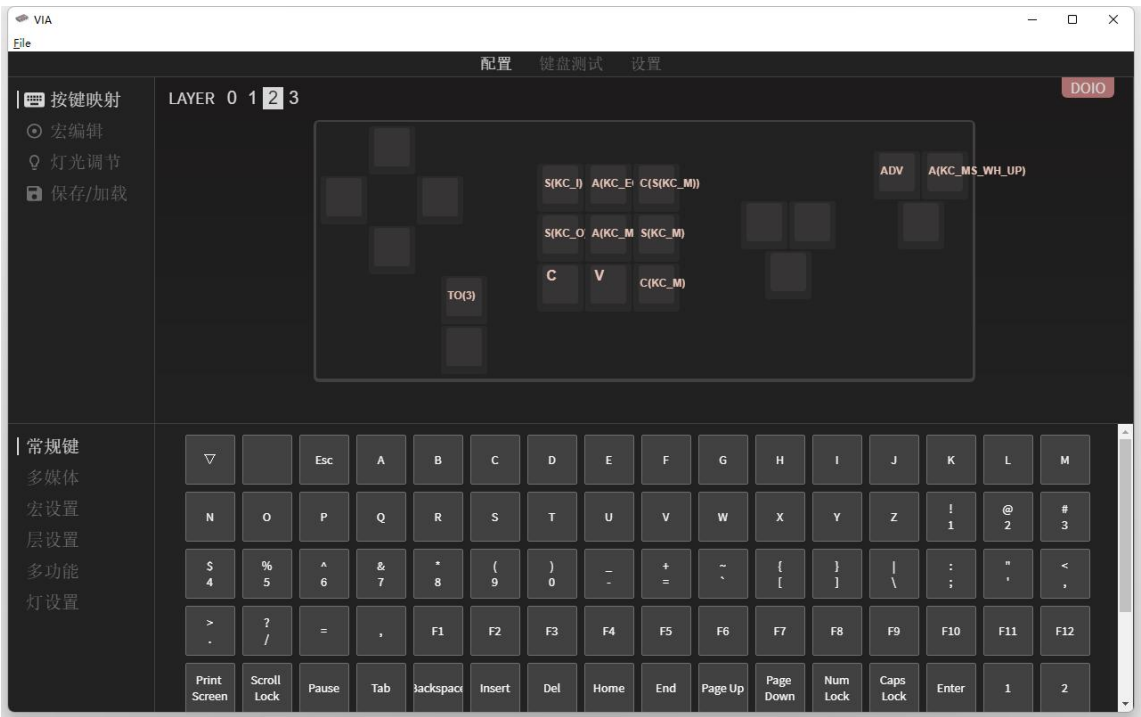 VIA
File
配置 键盘测试 设置
按键映射
宏编辑
灯光调节
保存/加载
LAYER 0 1 2 3
DOIO
ADV A(KC_MS_WH_UP)
S(KC_I) A(KC_E C(S(KC_M))
S(KC_O A(KC_M S(KC_M)
C V C(KC_M)
TO(3)
常规键
多媒体
宏设置
层设置
多功能
灯设置
▽ Esc A B C D E F G H I J K L M
N O P Q R S T U V W X Y Z ! 1 @ 2 # 3
$ 4 % 5 ^ 6 & 7 * 8 ( 9 ) 0 _ - + = ~ ` { [ } ] | \ : ; " ' < ,
> . ? / = , F1 F2 F3 F4 F5 F6 F7 F8 F9 F10 F11 F12
Print Screen Scroll Lock Pause Tab Backspace Insert Del Home End Page Up Page Down Num Lock Caps Lock Enter 1 2